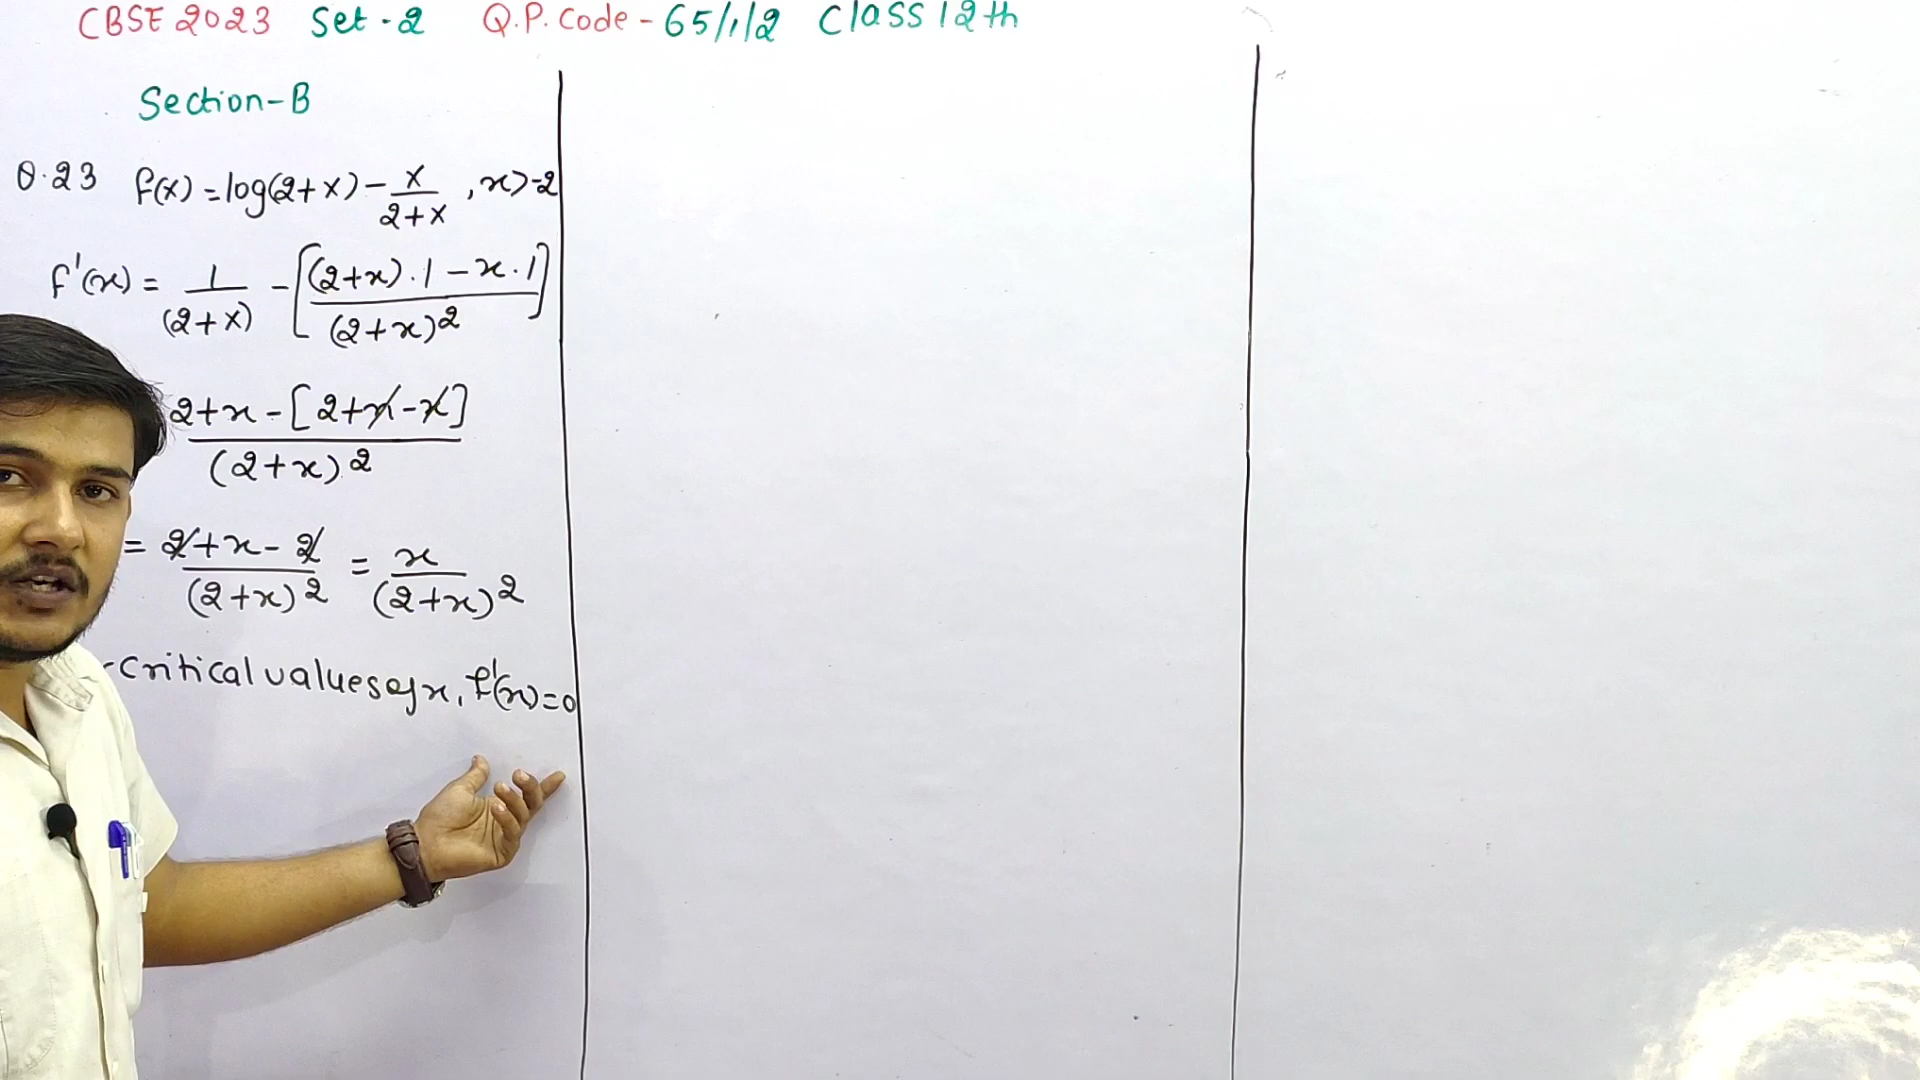 CBSE 2023 Set-2 Q.P. Code - 65/1/2 Class 12th
Section-B
Q.23 f(x) = log(2+x) - x/(2+x) , x>-2
f'(x) = 1/(2+x) - [((2+x).1 - x.1)/(2+x)^2]
(2+x-[2+x-x])/(2+x)^2
= (2+x-2)/(2+x)^2 = x/(2+x)^2
critical values of x, f'(x)=0